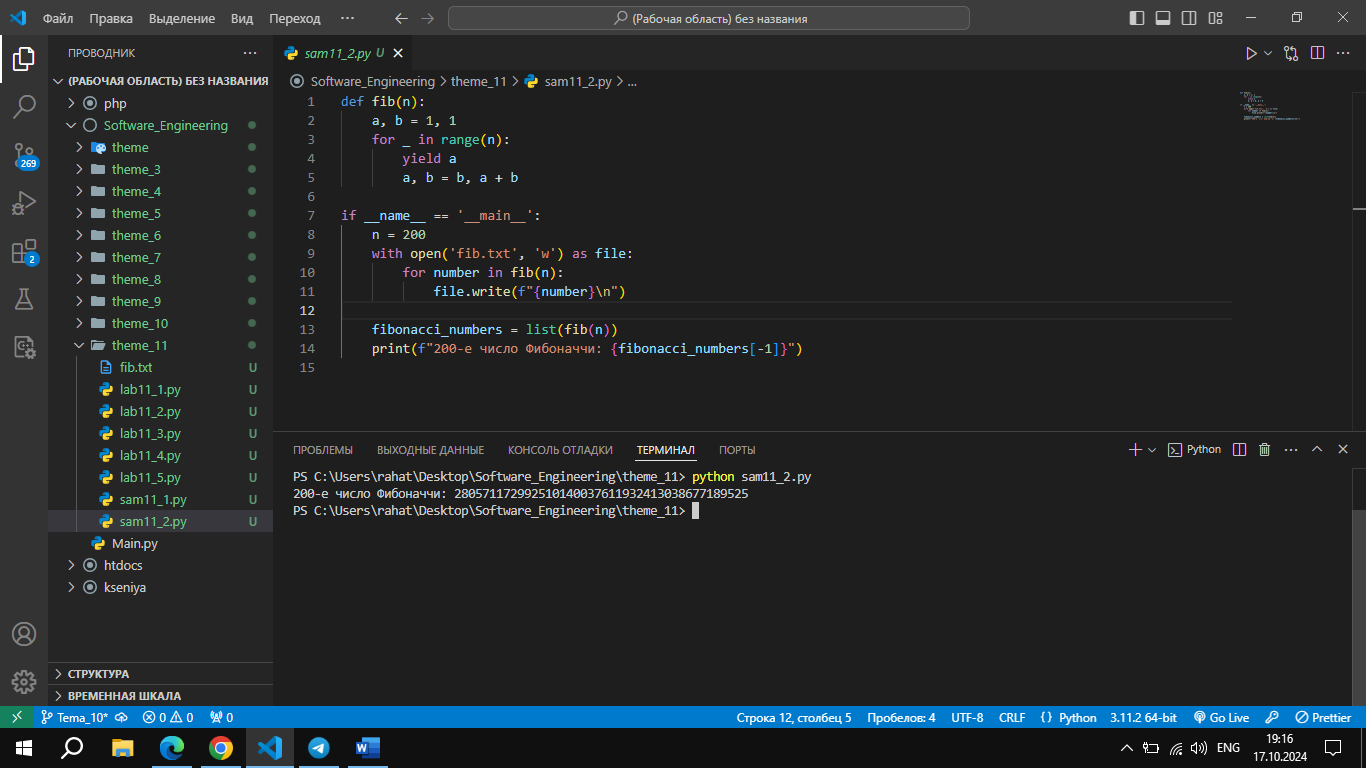 Файл Правка Выделение Вид Переход ··· (Рабочая область) без названия
ПРОВОДНИК ···
(РАБОЧАЯ ОБЛАСТЬ) БЕЗ НАЗВАНИЯ
php
Software_Engineering
theme
theme_3
theme_4
theme_5
theme_6
theme_7
theme_8
theme_9
theme_10
theme_11
fib.txt U
lab11_1.py U
lab11_2.py U
lab11_3.py U
lab11_4.py U
lab11_5.py U
sam11_1.py U
sam11_2.py U
Main.py
htdocs
kseniya
СТРУКТУРА
ВРЕМЕННАЯ ШКАЛА
269
2
sam11_2.py U
Software_Engineering > theme_11 > sam11_2.py > ...
1 def fib(n):
2     a, b = 1, 1
3     for _ in range(n):
4         yield a
5         a, b = b, a + b
6
7 if __name__ == '__main__':
8     n = 200
9     with open('fib.txt', 'w') as file:
10         for number in fib(n):
11             file.write(f"{number}\n")
12
13     fibonacci_numbers = list(fib(n))
14     print(f"200-е число Фибоначчи: {fibonacci_numbers[-1]}")
15
ПРОБЛЕМЫ ВЫХОДНЫЕ ДАННЫЕ КОНСОЛЬ ОТЛАДКИ ТЕРМИНАЛ ПОРТЫ Python
PS C:\Users\rahat\Desktop\Software_Engineering\theme_11> python sam11_2.py
200-е число Фибоначчи: 280571172992510140037611932413038677189525
PS C:\Users\rahat\Desktop\Software_Engineering\theme_11>
Tema_10* 0 0 0 Строка 12, столбец 5 Пробелов: 4 UTF-8 CRLF Python 3.11.2 64-bit Go Live Prettier
ENG 19:16
17.10.2024